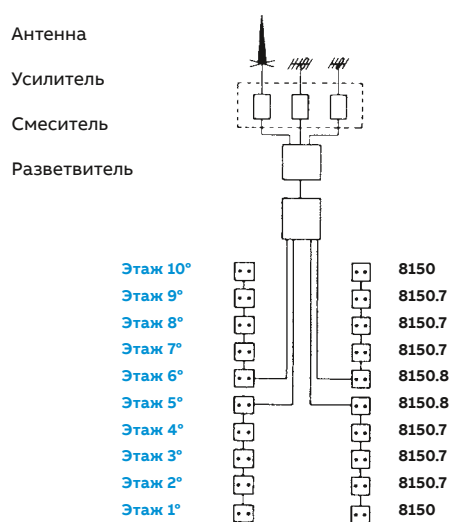 Антенна
Усилитель
Смеситель
Разветвитель
Этаж 10° 8150
Этаж 9° 8150.7
Этаж 8° 8150.7
Этаж 7° 8150.7
Этаж 6° 8150.8
Этаж 5° 8150.8
Этаж 4° 8150.7
Этаж 3° 8150.7
Этаж 2° 8150.7
Этаж 1° 8150